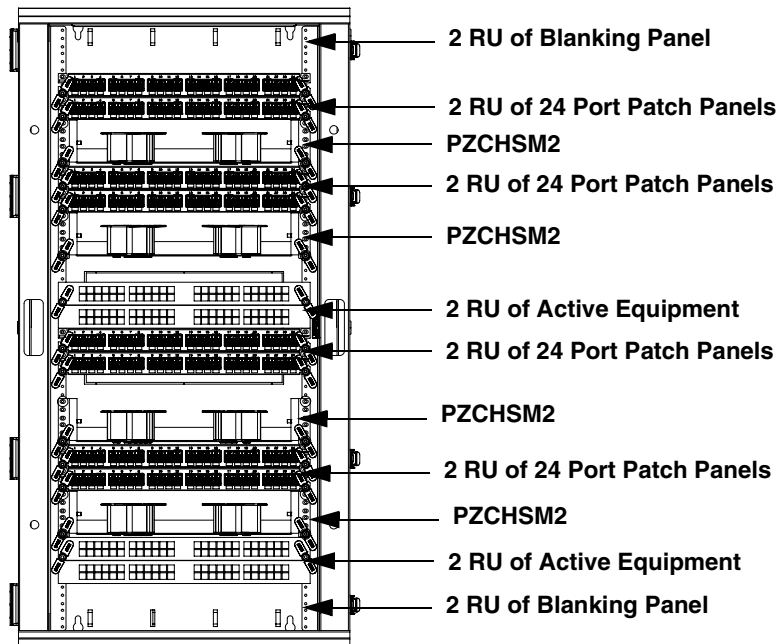 2 RU of Blanking Panel
2 RU of 24 Port Patch Panels
PZCHSM2
2 RU of 24 Port Patch Panels
PZCHSM2
2 RU of Active Equipment
2 RU of 24 Port Patch Panels
PZCHSM2
2 RU of 24 Port Patch Panels
PZCHSM2
2 RU of Active Equipment
2 RU of Blanking Panel